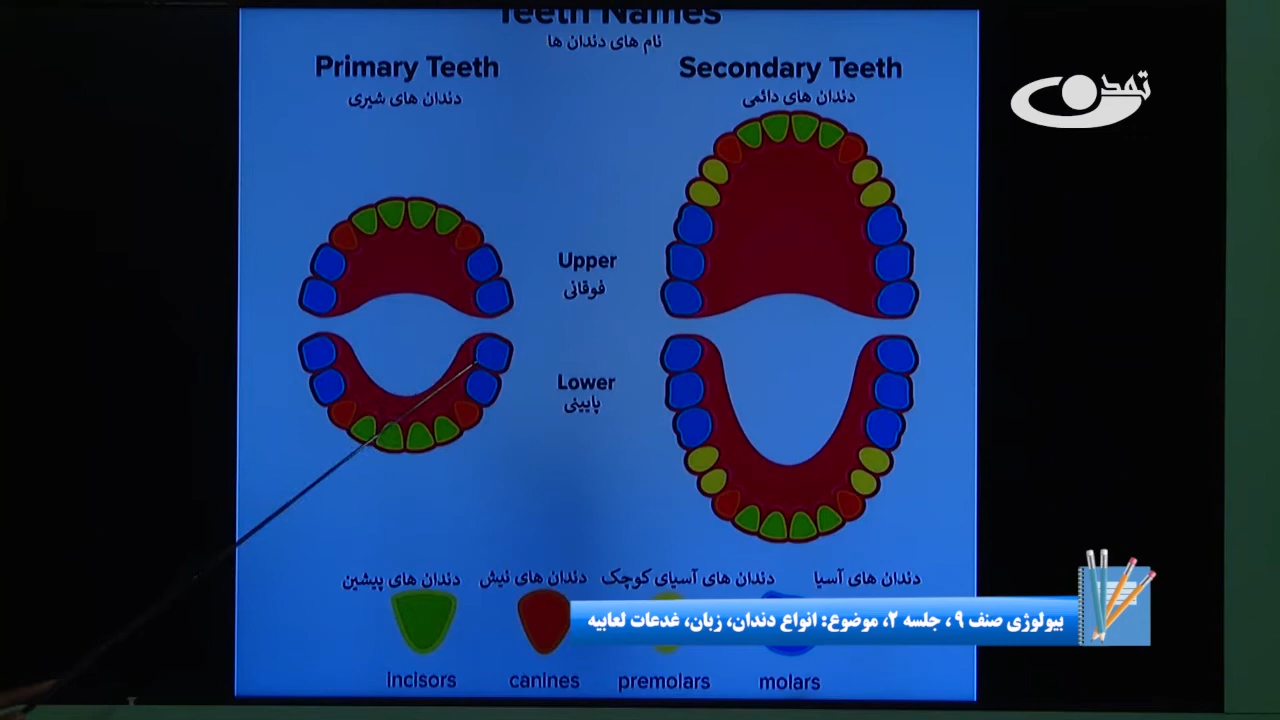 Teeth Names
نام های دندان ها
Primary Teeth
دندان های شیری
Secondary Teeth
دندان های دائمی
تمدن
Upper
فوقانی
Lower
پایینی
دندان های پیشین
دندان های نیش
دندان های آسیای کوچک
دندان های آسیا
بیولوژی صنف ۹ ، جلسه ۲، موضوع: انواع دندان، زبان، غدعات لعابیه
incisors
canines
premolars
molars